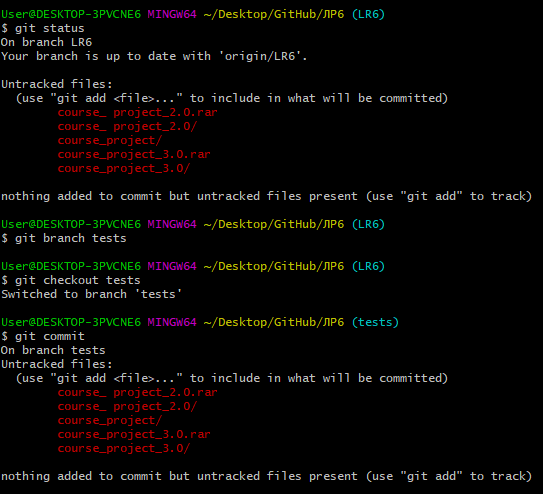 User@DESKTOP-3PVCNE6 MINGW64 ~/Desktop/GitHub/ЛР6 (LR6)
$ git status
On branch LR6
Your branch is up to date with 'origin/LR6'.
Untracked files:
(use "git add <file>..." to include in what will be committed)
course_ project_2.0.rar
course_ project_2.0/
course_project/
course_project_3.0.rar
course_project_3.0/
nothing added to commit but untracked files present (use "git add" to track)
User@DESKTOP-3PVCNE6 MINGW64 ~/Desktop/GitHub/ЛР6 (LR6)
$ git branch tests
User@DESKTOP-3PVCNE6 MINGW64 ~/Desktop/GitHub/ЛР6 (LR6)
$ git checkout tests
Switched to branch 'tests'
User@DESKTOP-3PVCNE6 MINGW64 ~/Desktop/GitHub/ЛР6 (tests)
$ git commit
On branch tests
Untracked files:
(use "git add <file>..." to include in what will be committed)
course_ project_2.0.rar
course_ project_2.0/
course_project/
course_project_3.0.rar
course_project_3.0/
nothing added to commit but untracked files present (use "git add" to track)